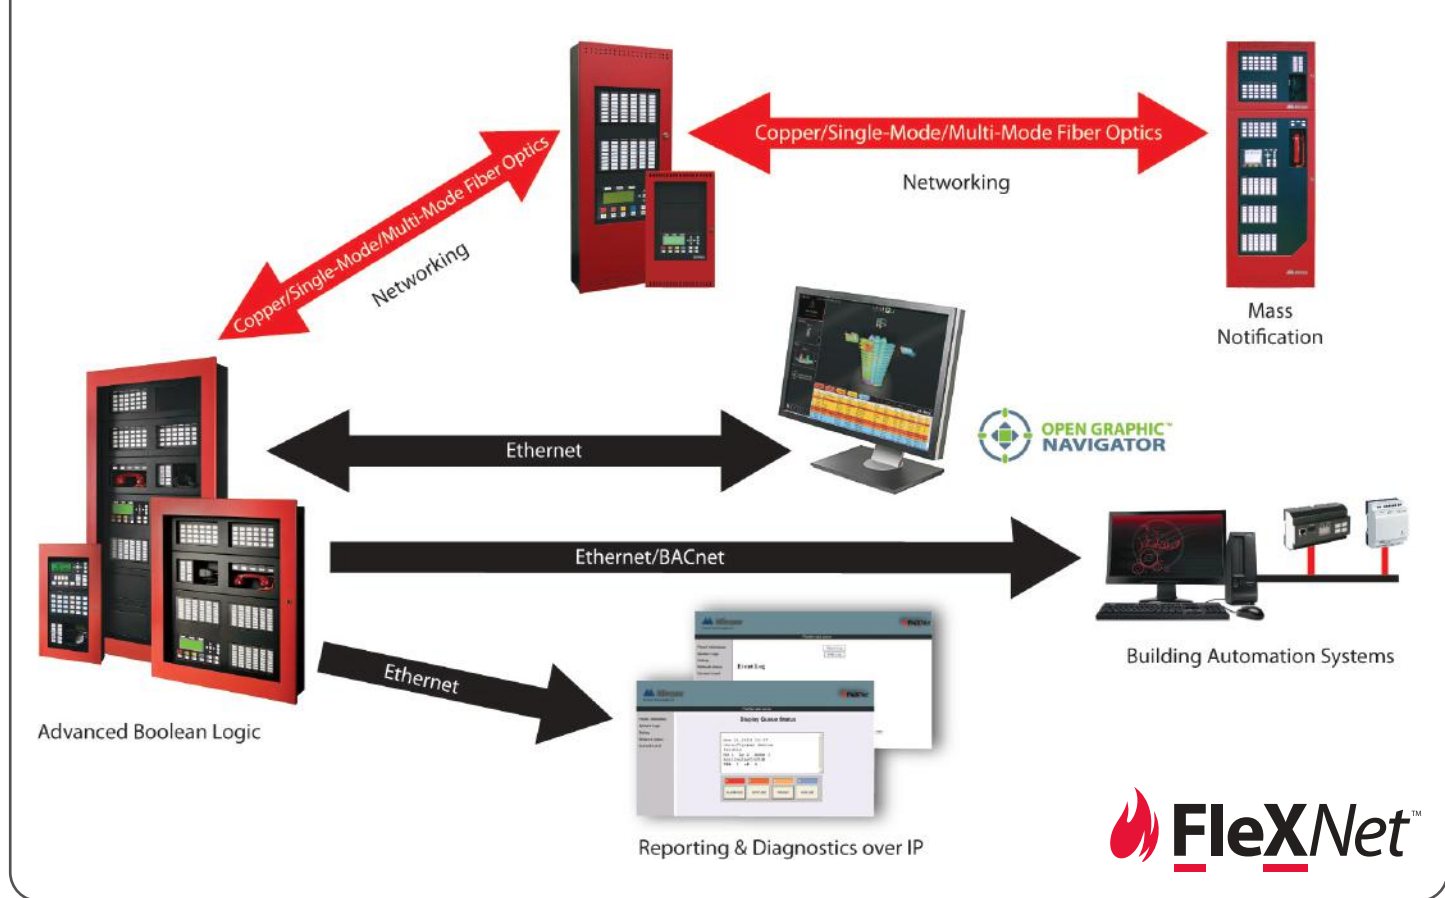 Copper/Single-Mode/Multi-Mode Fiber Optics
Networking
Copper/Single-Mode/Multi-Mode Fiber Optics
Networking
Mass
Notification
Ethernet
OPEN GRAPHIC™
NAVIGATOR
Ethernet/BACnet
Building Automation Systems
Ethernet
Advanced Boolean Logic
Event Log
Display Queue Status
Reporting & Diagnostics over IP
FleXNet™